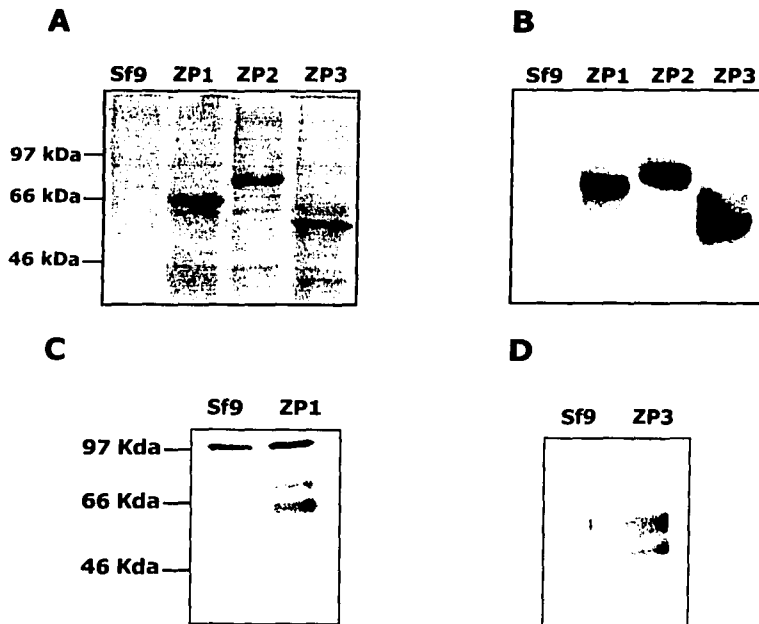 A
B
Sf9 ZP1 ZP2 ZP3
Sf9 ZP1 ZP2 ZP3
97 kDa
66 kDa
46 kDa
C
D
Sf9 ZP1
Sf9 ZP3
97 Kda
66 Kda
46 Kda